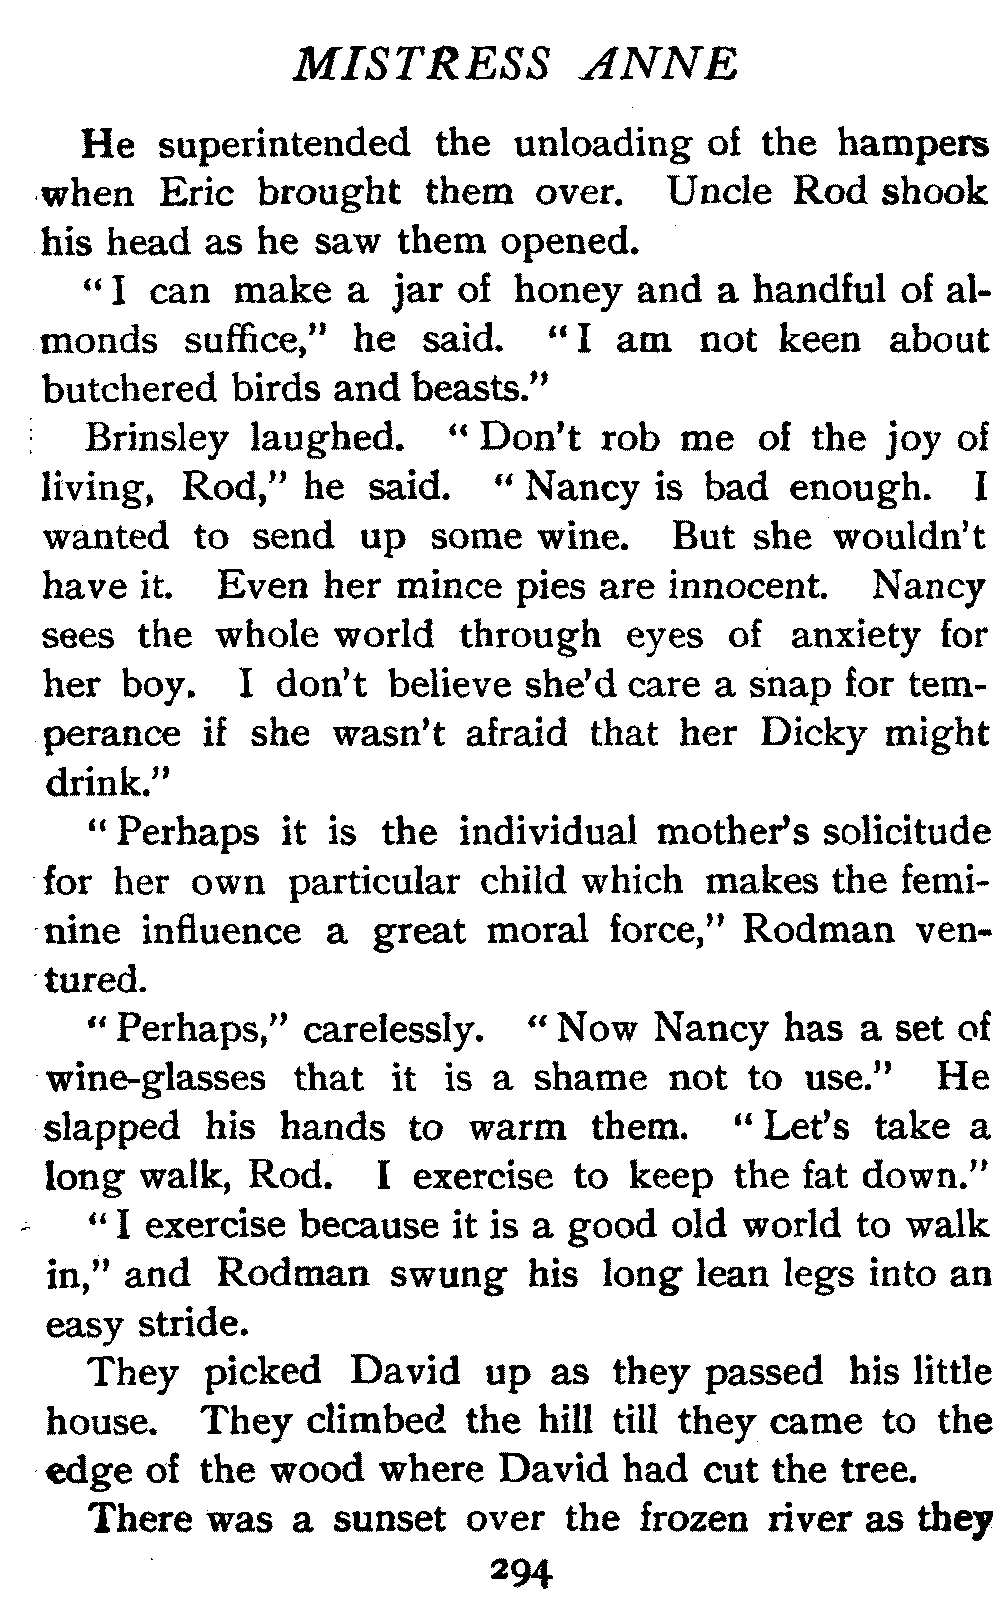 MISTRESS ANNE
He superintended the unloading of the hampers
when Eric brought them over. Uncle Rod shook
his head as he saw them opened.
“ I can make a jar of honey and a handful of al-
monds suffice,” he said. “ I am not keen about
butchered birds and beasts.”
Brinsley laughed. “ Don't rob me of the joy of
living, Rod,” he said. “ Nancy is bad enough. I
wanted to send up some wine. But she wouldn't
have it. Even her mince pies are innocent. Nancy
sees the whole world through eyes of anxiety for
her boy. I don't believe she'd care a snap for tem-
perance if she wasn't afraid that her Dicky might
drink.”
“ Perhaps it is the individual mother's solicitude
for her own particular child which makes the femi-
nine influence a great moral force,” Rodman ven-
tured.
“ Perhaps,” carelessly. “ Now Nancy has a set of
wine-glasses that it is a shame not to use.” He
slapped his hands to warm them. “ Let's take a
long walk, Rod. I exercise to keep the fat down.”
“ I exercise because it is a good old world to walk
in,” and Rodman swung his long lean legs into an
easy stride.
They picked David up as they passed his little
house. They climbed the hill till they came to the
edge of the wood where David had cut the tree.
There was a sunset over the frozen river as they
294